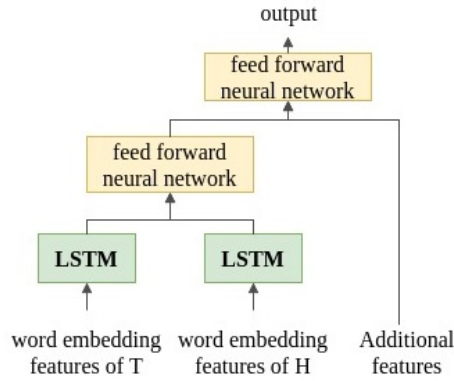 output
feed forward
neural network
feed forward
neural network
LSTM
LSTM
word embedding
features of T
word embedding
features of H
Additional
features